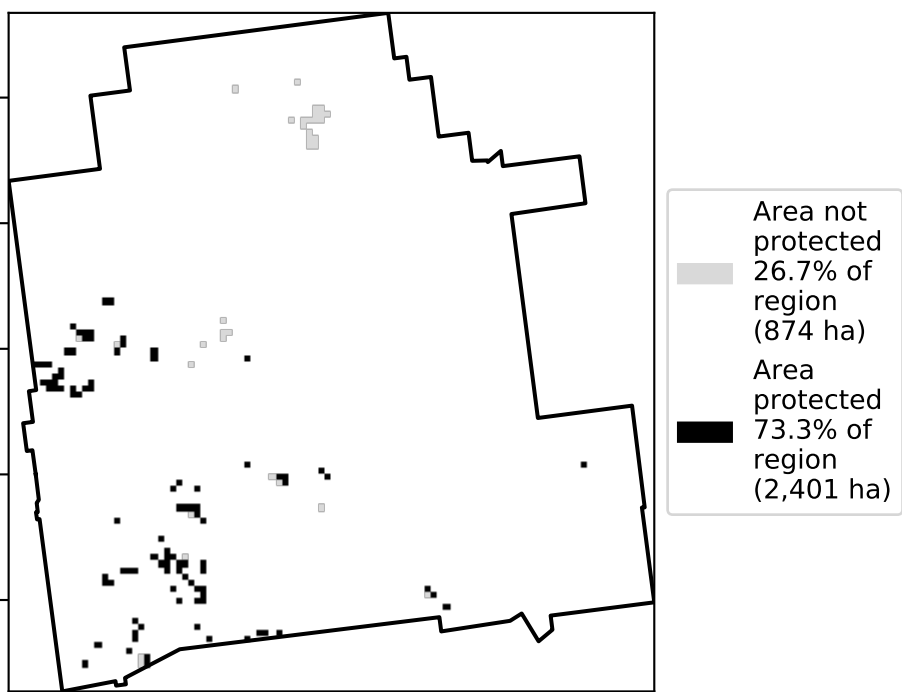 Area not
protected
26.7% of
region
(874 ha)
Area
protected
73.3% of
region
(2,401 ha)